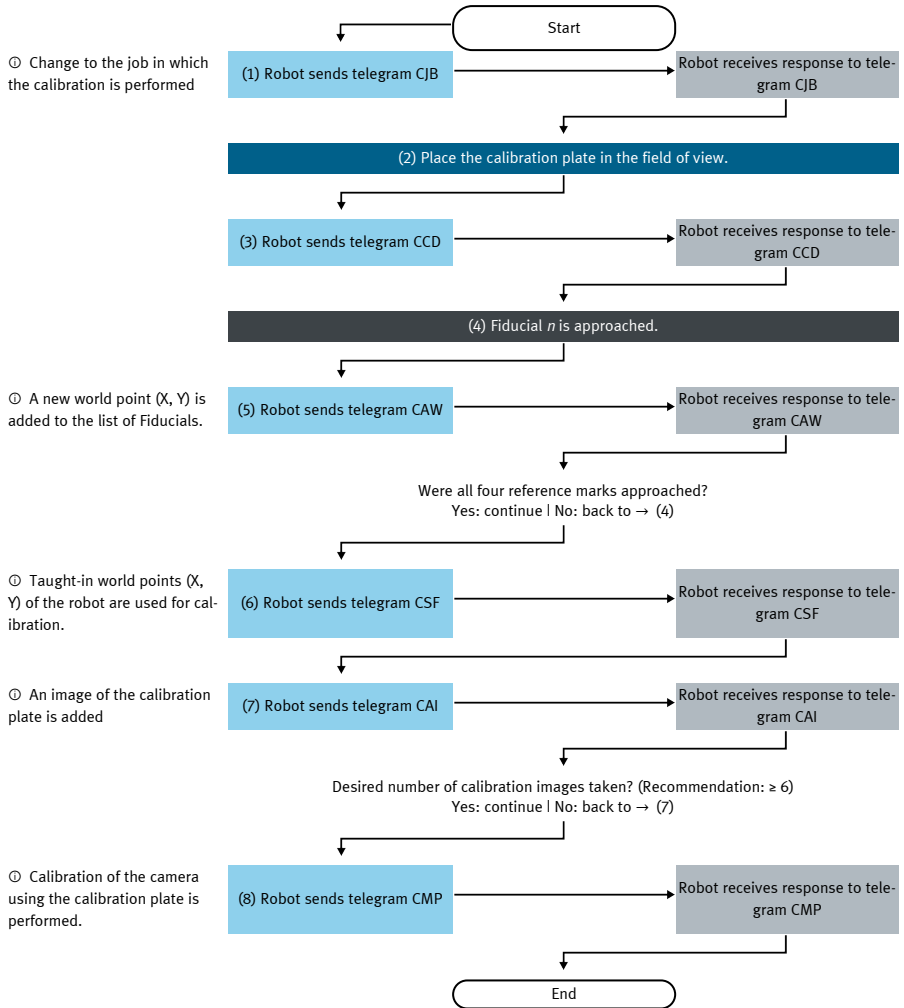 Start
ⓘ Change to the job in which
the calibration is performed
(1) Robot sends telegram CJB
Robot receives response to tele-
gram CJB
(2) Place the calibration plate in the field of view.
(3) Robot sends telegram CCD
Robot receives response to tele-
gram CCD
(4) Fiducial n is approached.
ⓘ A new world point (X, Y) is
added to the list of Fiducials.
(5) Robot sends telegram CAW
Robot receives response to tele-
gram CAW
Were all four reference marks approached?
Yes: continue | No: back to → (4)
ⓘ Taught-in world points (X,
Y) of the robot are used for cal-
ibration.
(6) Robot sends telegram CSF
Robot receives response to tele-
gram CSF
ⓘ An image of the calibration
plate is added
(7) Robot sends telegram CAI
Robot receives response to tele-
gram CAI
Desired number of calibration images taken? (Recommendation: ≥ 6)
Yes: continue | No: back to → (7)
ⓘ Calibration of the camera
using the calibration plate is
performed.
(8) Robot sends telegram CMP
Robot receives response to tele-
gram CMP
End